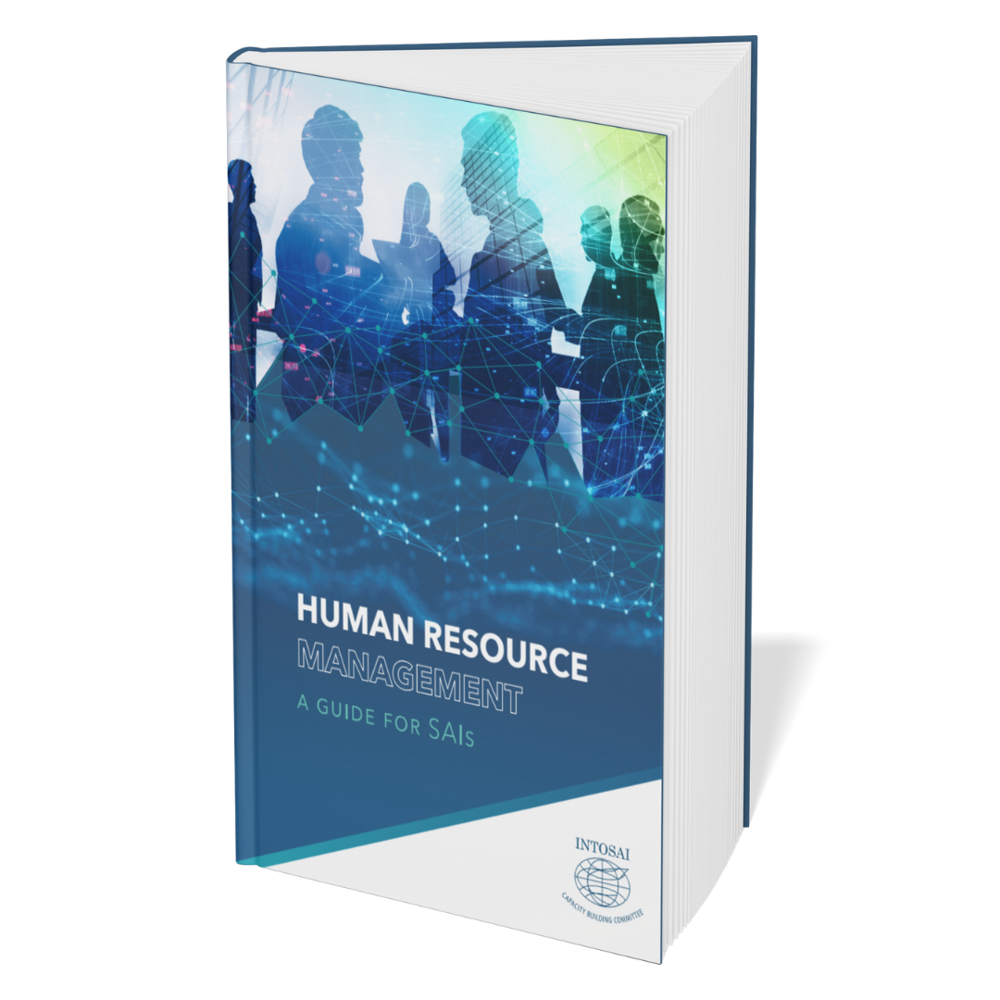 HUMAN RESOURCE
MANAGEMENT
A GUIDE FOR SAIs
INTOSAI
CAPACITY BUILDING COMMITTEE